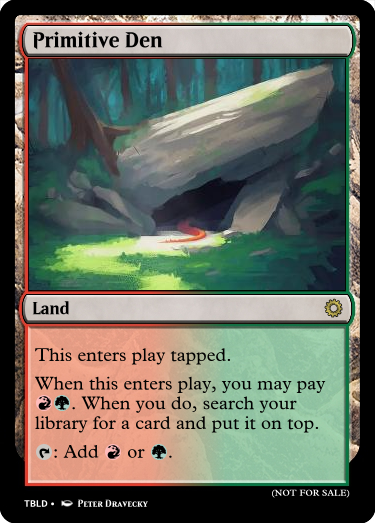 Primitive Den
Land
This enters play tapped.
When this enters play, you may pay
. When you do, search your
library for a card and put it on top.
: Add or .
(NOT FOR SALE)
TBLD • Peter Dravecky